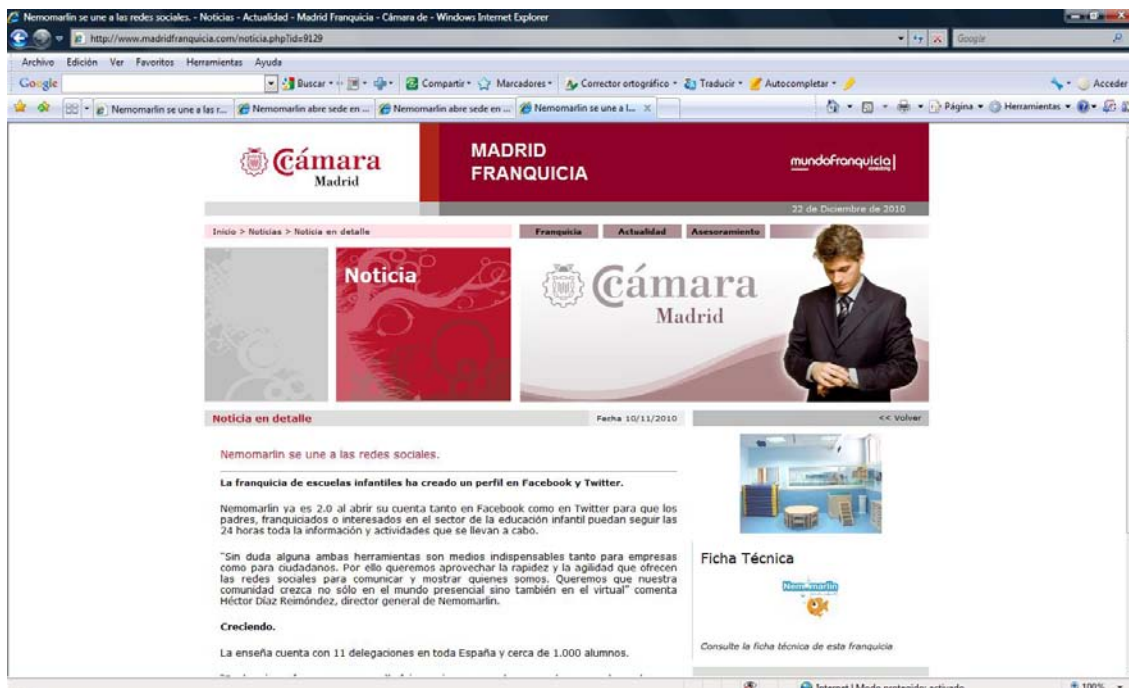 Nemomarlin se une a las redes sociales. - Noticias - Actualidad - Madrid Franquicia - Cámara de - Windows Internet Explorer
http://www.madridfranquicia.com/noticia.php?id=9129
Google
Archivo Edición Ver Favoritos Herramientas Ayuda
Google Buscar Compartir Marcadores Corrector ortográfico Traducir Autocompletar Acceder
Nemomarlin se une a las r... Nemomarlin abre sede en ... Nemomarlin abre sede en ... Nemomarlin se une a l... Página Herramientas
Cámara
Madrid
MADRID
FRANQUICIA
mundofranquicia
consulting
22 de Diciembre de 2010
Inicio > Noticias > Noticia en detalle
Franquicia Actualidad Asesoramiento
Noticia
Cámara
Madrid
Noticia en detalle
Fecha 10/11/2010
<< Volver
Nemomarlin se une a las redes sociales.
La franquicia de escuelas infantiles ha creado un perfil en Facebook y Twitter.
Nemomarlin ya es 2.0 al abrir su cuenta tanto en Facebook como en Twitter para que los
padres, franquiciados o interesados en el sector de la educación infantil puedan seguir las
24 horas toda la información y actividades que se llevan a cabo.
"Sin duda alguna ambas herramientas son medios indispensables tanto para empresas
como para ciudadanos. Por ello queremos aprovechar la rapidez y la agilidad que ofrecen
las redes sociales para comunicar y mostrar quienes somos. Queremos que nuestra
comunidad crezca no sólo en el mundo presencial sino también en el virtual" comenta
Héctor Díaz Reimóndez, director general de Nemomarlin.
Creciendo.
La enseña cuenta con 11 delegaciones en toda España y cerca de 1.000 alumnos.
Ficha Técnica
Nemomarlin
Consulte la ficha técnica de esta franquicia
Internet | Modo protegido: activado
100%